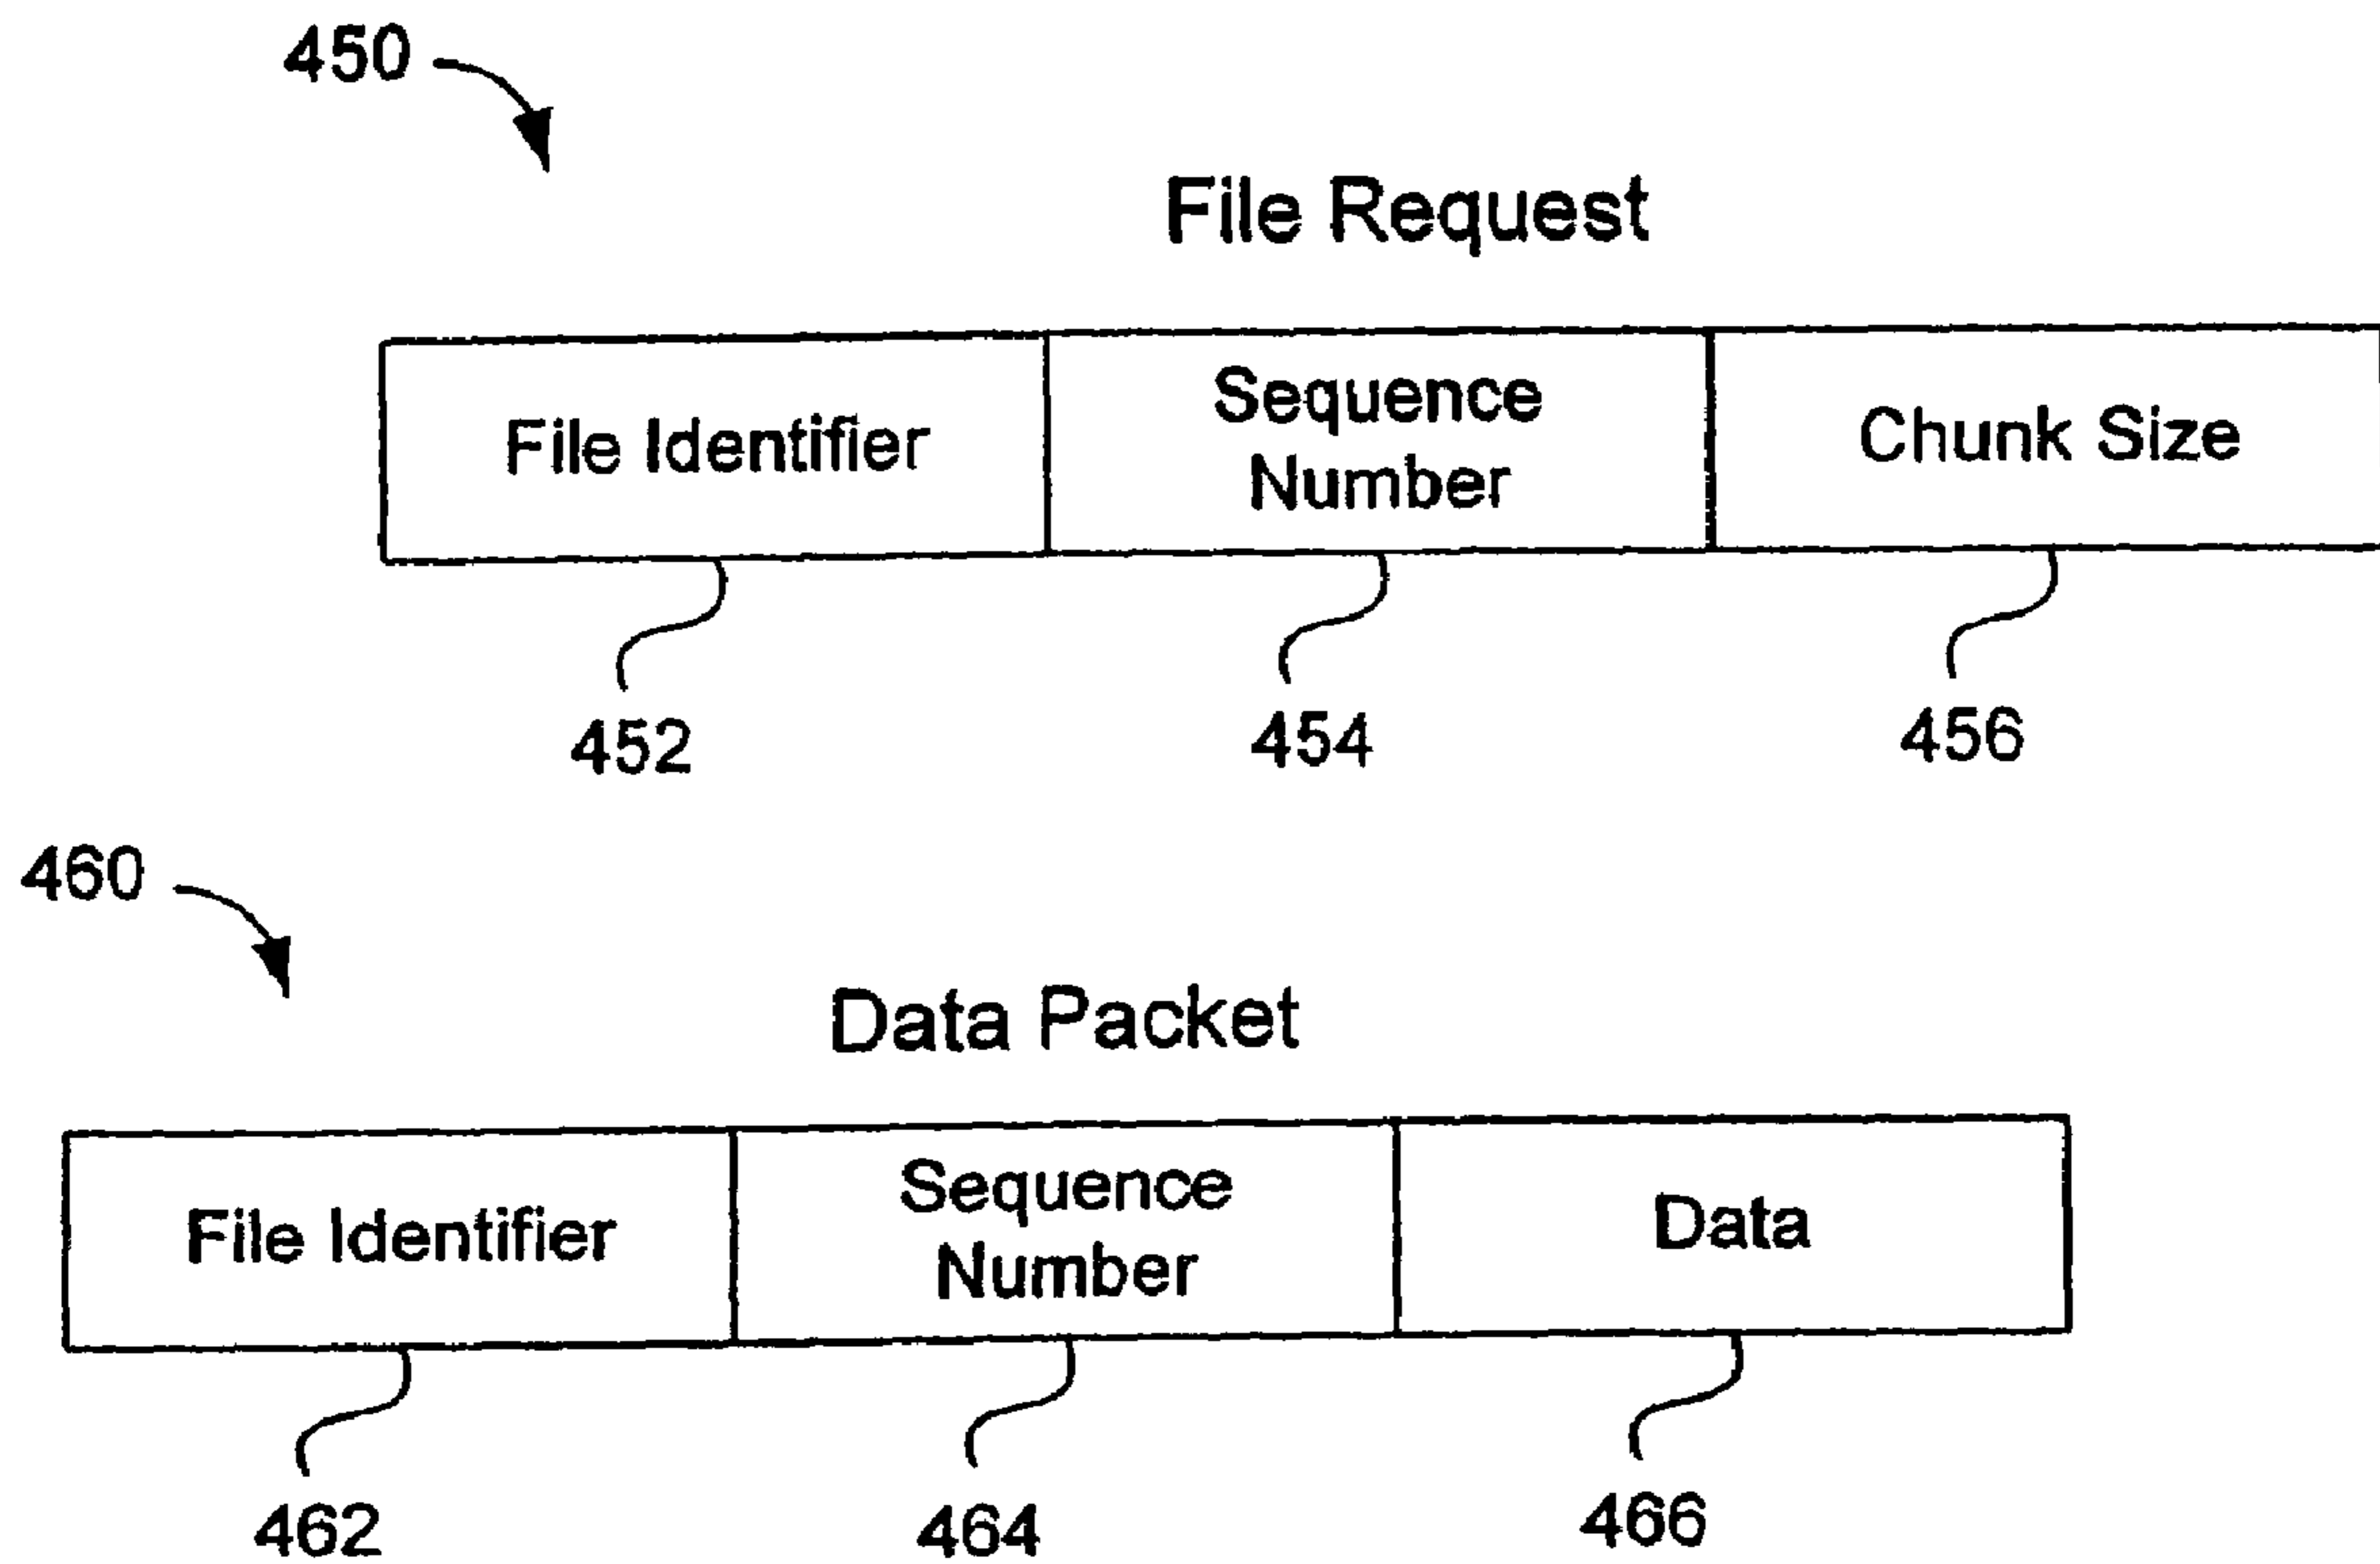 450
File Request
File Identifier
Sequence
Number
Chunk Size
452
454
456
460
Data Packet
File Identifier
Sequence
Number
Data
462
464
466